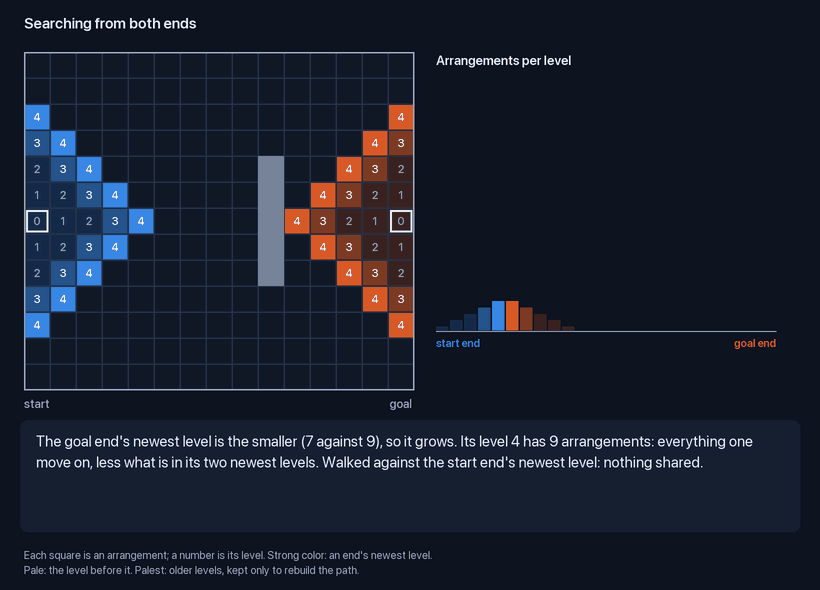 Searching from both ends
Arrangements per level
4 4
3 4 4 3
2 3 4 4 3 2
1 2 3 4 4 3 2 1
0 1 2 3 4 4 3 2 1 0
1 2 3 4 4 3 2 1
2 3 4 4 3 2
3 4 4 3
4 4
start end goal end
start goal
The goal end's newest level is the smaller (7 against 9), so it grows. Its level 4 has 9 arrangements: everything one
move on, less what is in its two newest levels. Walked against the start end's newest level: nothing shared.
Each square is an arrangement; a number is its level. Strong color: an end's newest level.
Pale: the level before it. Palest: older levels, kept only to rebuild the path.